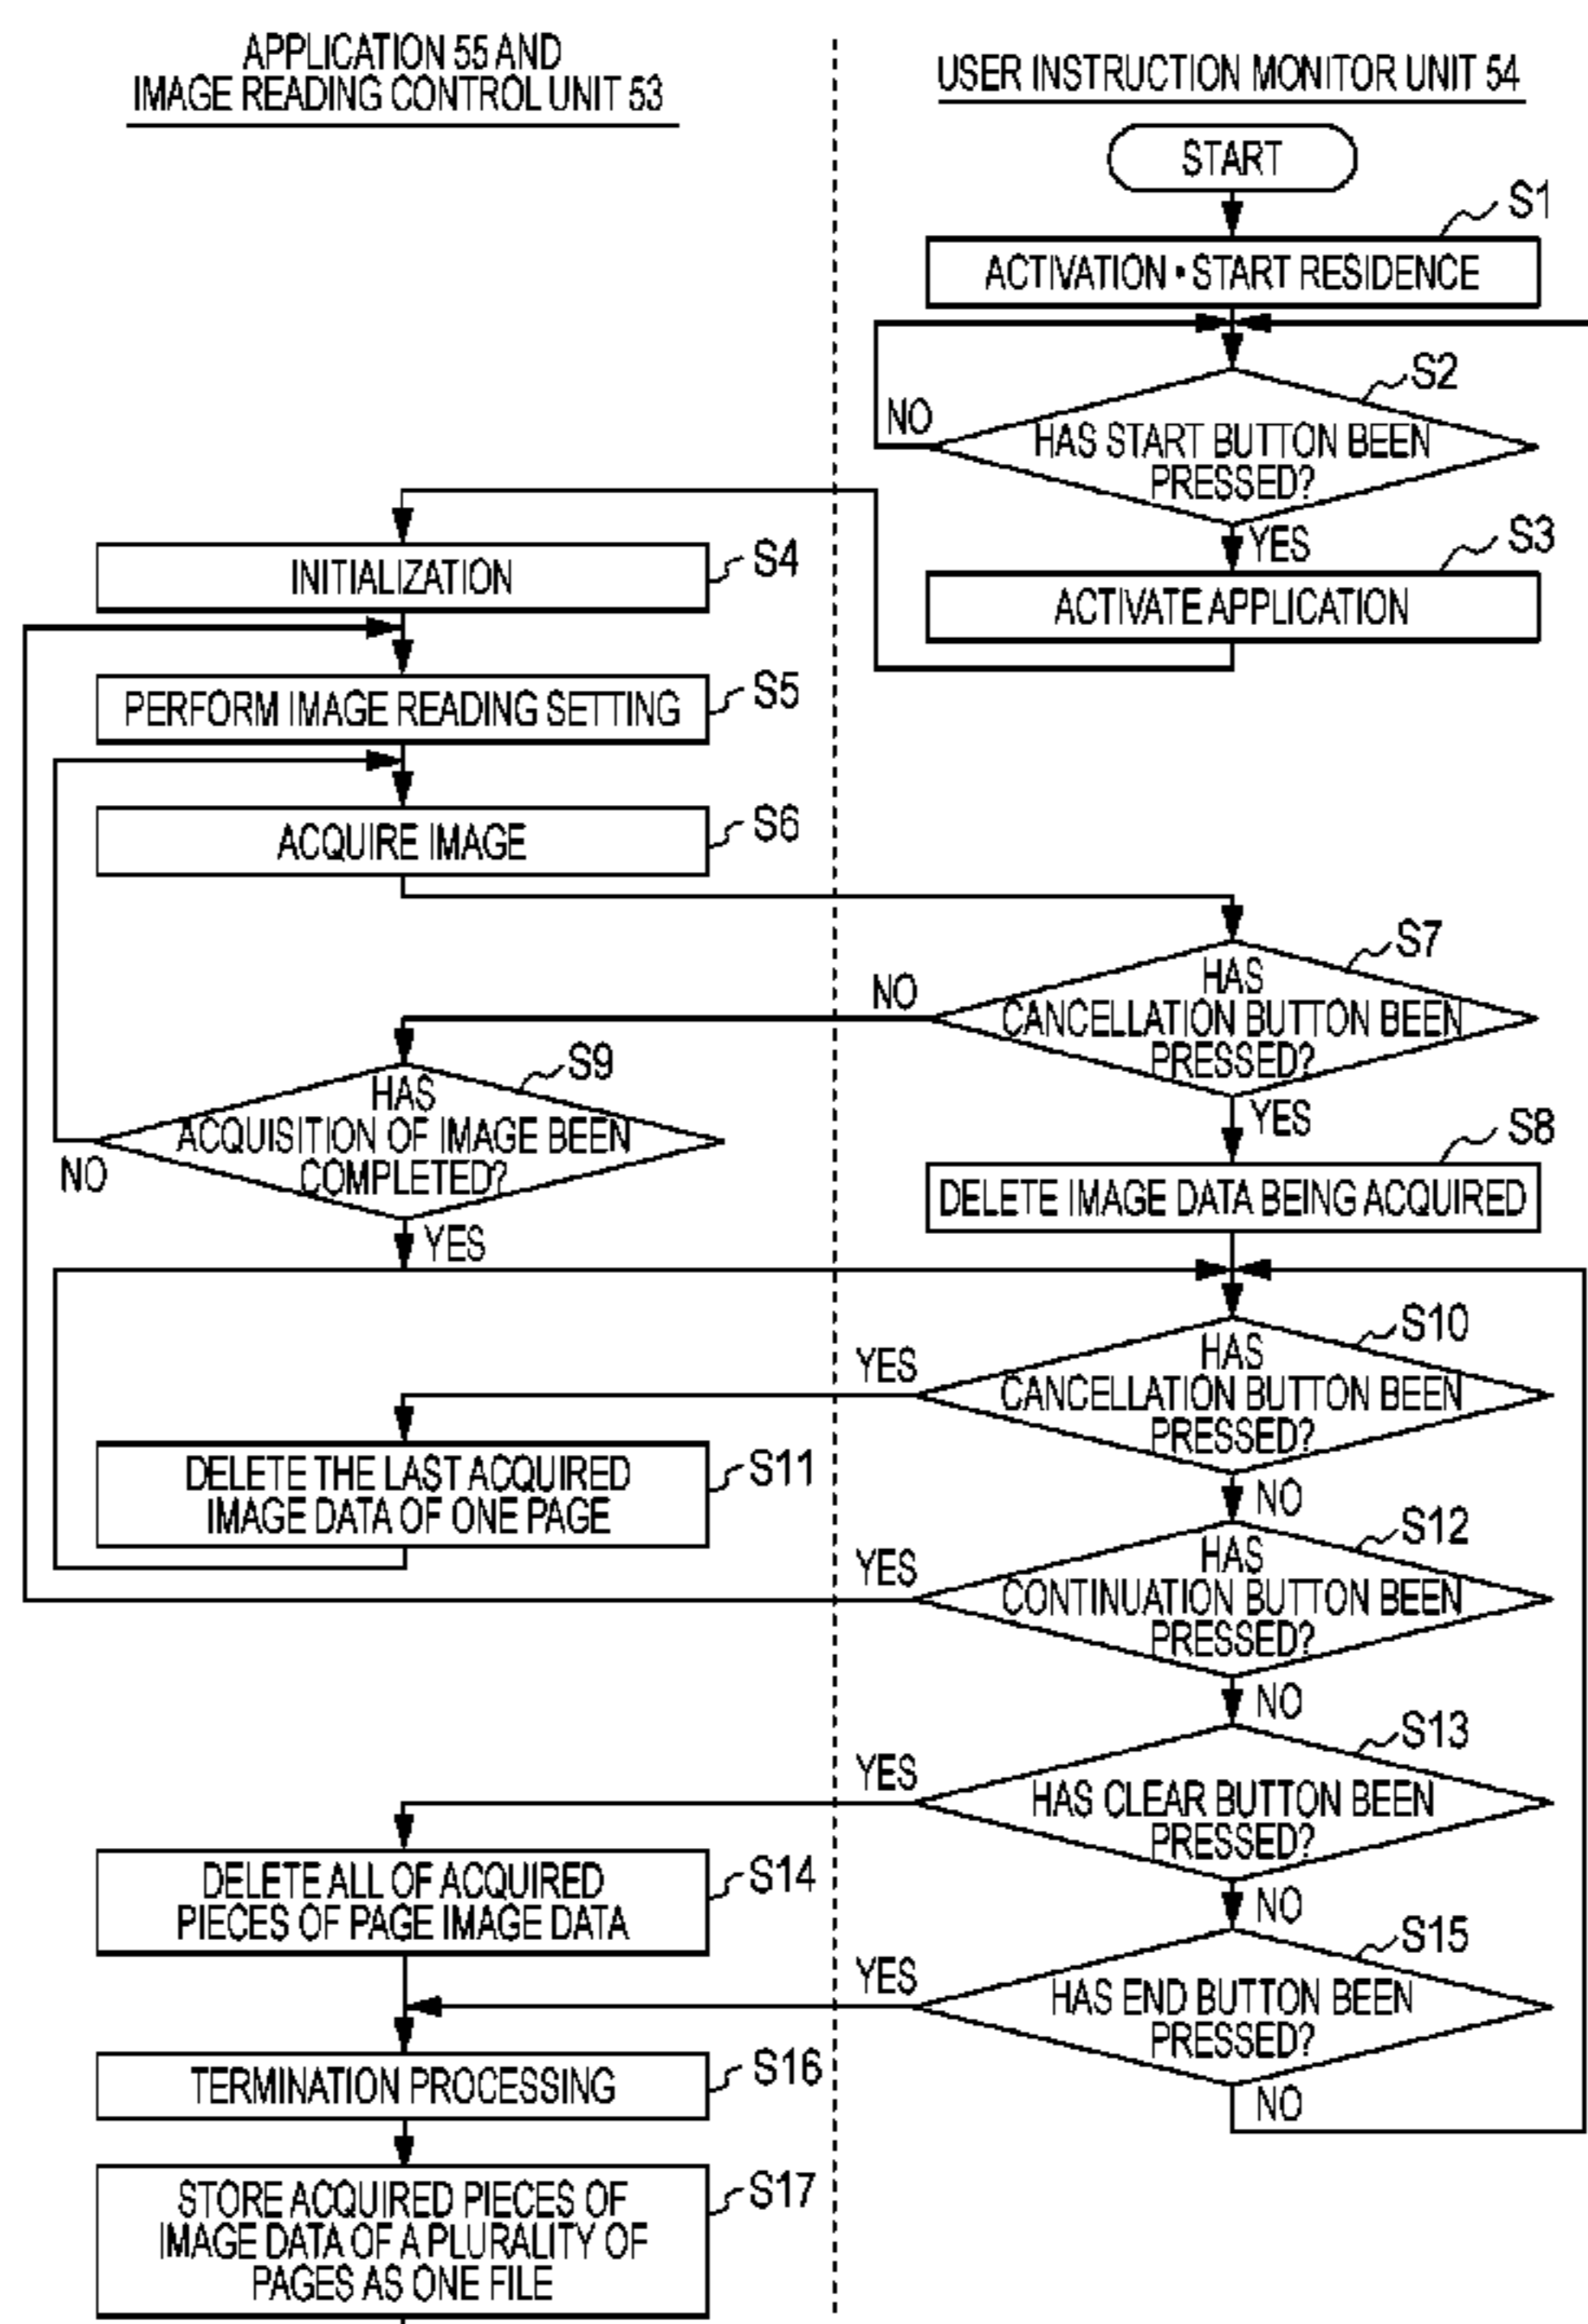 APPLICATION 55 AND
IMAGE READING CONTROL UNIT 53
USER INSTRUCTION MONITOR UNIT 54
START
S1
ACTIVATION • START RESIDENCE
S2
NO
HAS START BUTTON BEEN
PRESSED?
YES
S3
ACTIVATE APPLICATION
S4
INITIALIZATION
S5
PERFORM IMAGE READING SETTING
S6
ACQUIRE IMAGE
S7
NO
HAS
CANCELLATION BUTTON BEEN
PRESSED?
YES
S9
HAS
ACQUISITION OF IMAGE BEEN
COMPLETED?
NO
YES
S8
DELETE IMAGE DATA BEING ACQUIRED
S10
YES
HAS
CANCELLATION BUTTON BEEN
PRESSED?
NO
S11
DELETE THE LAST ACQUIRED
IMAGE DATA OF ONE PAGE
S12
YES
HAS
CONTINUATION BUTTON BEEN
PRESSED?
NO
S13
YES
HAS CLEAR BUTTON BEEN
PRESSED?
NO
S14
DELETE ALL OF ACQUIRED
PIECES OF PAGE IMAGE DATA
S15
YES
HAS END BUTTON BEEN
PRESSED?
NO
S16
TERMINATION PROCESSING
S17
STORE ACQUIRED PIECES OF
IMAGE DATA OF A PLURALITY OF
PAGES AS ONE FILE